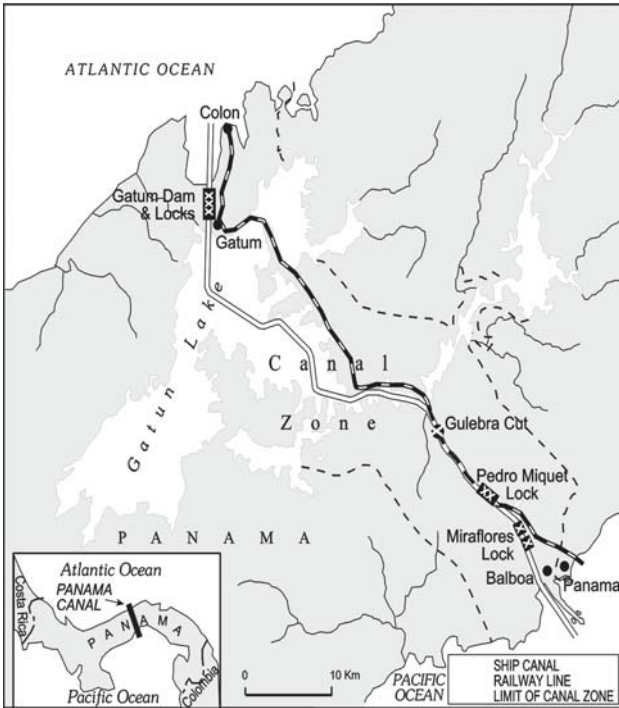 ATLANTIC OCEAN
Colon
Gatum Dam
& Locks
Gatum
Gatun Lake
Canal
Zone
Gulebra Cut
Pedro Miquet
Lock
Miraflores
Lock
Balboa
Panama
PANAMA
Atlantic Ocean
PANAMA
CANAL
Costa Rica
PANAMA
Colombia
Pacific Ocean
0 10 Km
PACIFIC
OCEAN
SHIP CANAL
RAILWAY LINE
LIMIT OF CANAL ZONE